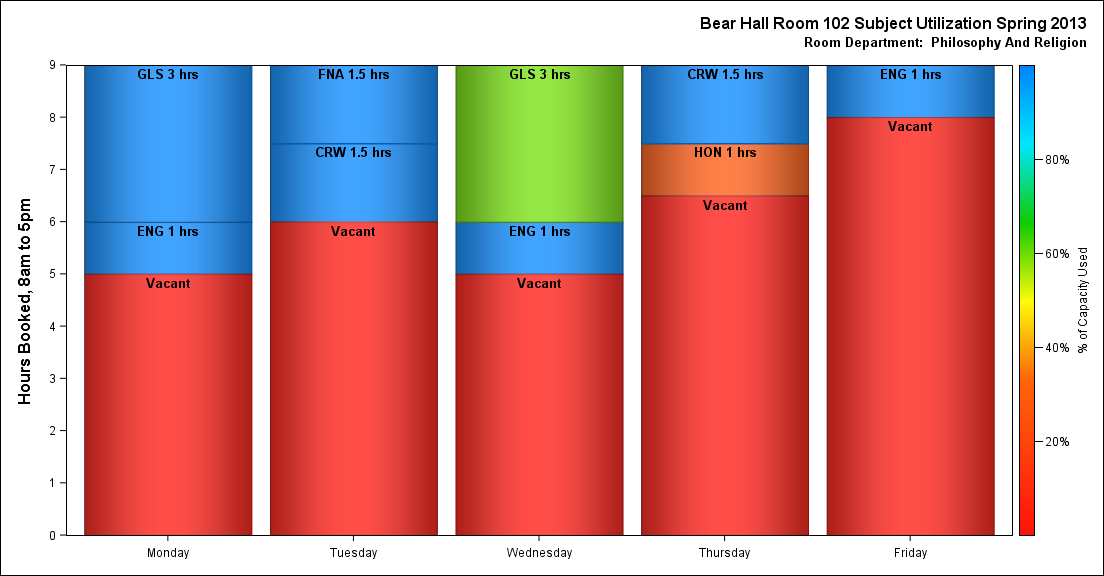 Bear Hall Room 102 Subject Utilization Spring 2013
Room Department:  Philosophy And Religion
Hours Booked, 8am to 5pm
9
8
7
6
5
4
3
2
1
0
GLS 3 hrs
ENG 1 hrs
Vacant
FNA 1.5 hrs
CRW 1.5 hrs
Vacant
GLS 3 hrs
ENG 1 hrs
Vacant
CRW 1.5 hrs
HON 1 hrs
Vacant
ENG 1 hrs
Vacant
Monday
Tuesday
Wednesday
Thursday
Friday
80%
60%
40%
20%
% of Capacity Used